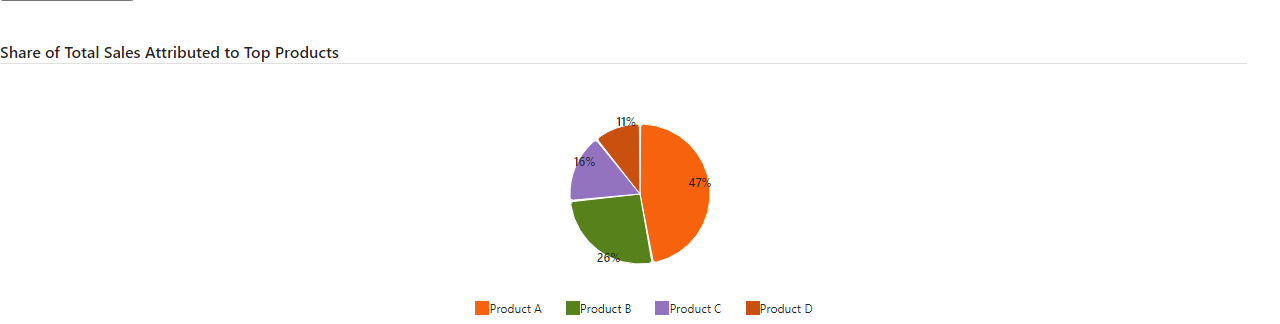 Share of Total Sales Attributed to Top Products
11%
16%
47%
26%
Product A Product B Product C Product D